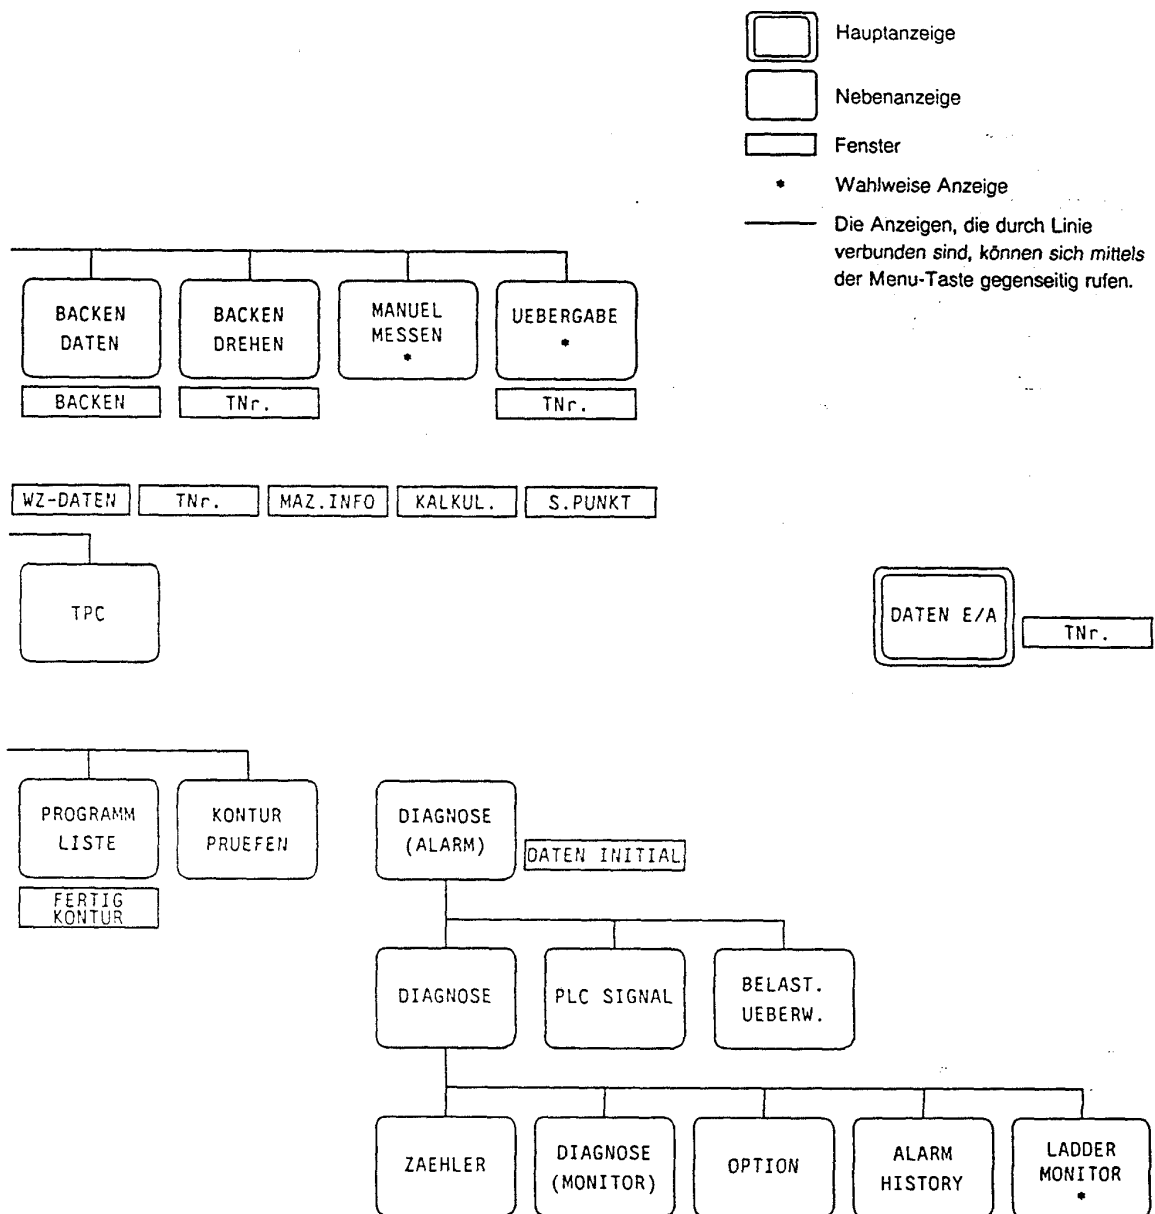 Hauptanzeige
Nebenanzeige
Fenster
* Wahlweise Anzeige
Die Anzeigen, die durch Linie
verbunden sind, können sich mittels
der Menu-Taste gegenseitig rufen.
BACKEN
DATEN
BACKEN
DREHEN
MANUEL
MESSEN
*
UEBERGABE
*
BACKEN
TNr.
TNr.
WZ-DATEN
TNr.
MAZ.INFO
KALKUL.
S.PUNKT
TPC
DATEN E/A
TNr.
PROGRAMM
LISTE
KONTUR
PRUEFEN
DIAGNOSE
(ALARM)
DATEN INITIAL
FERTIG
KONTUR
DIAGNOSE
PLC SIGNAL
BELAST.
UEBERW.
ZAEHLER
DIAGNOSE
(MONITOR)
OPTION
ALARM
HISTORY
LADDER
MONITOR
*